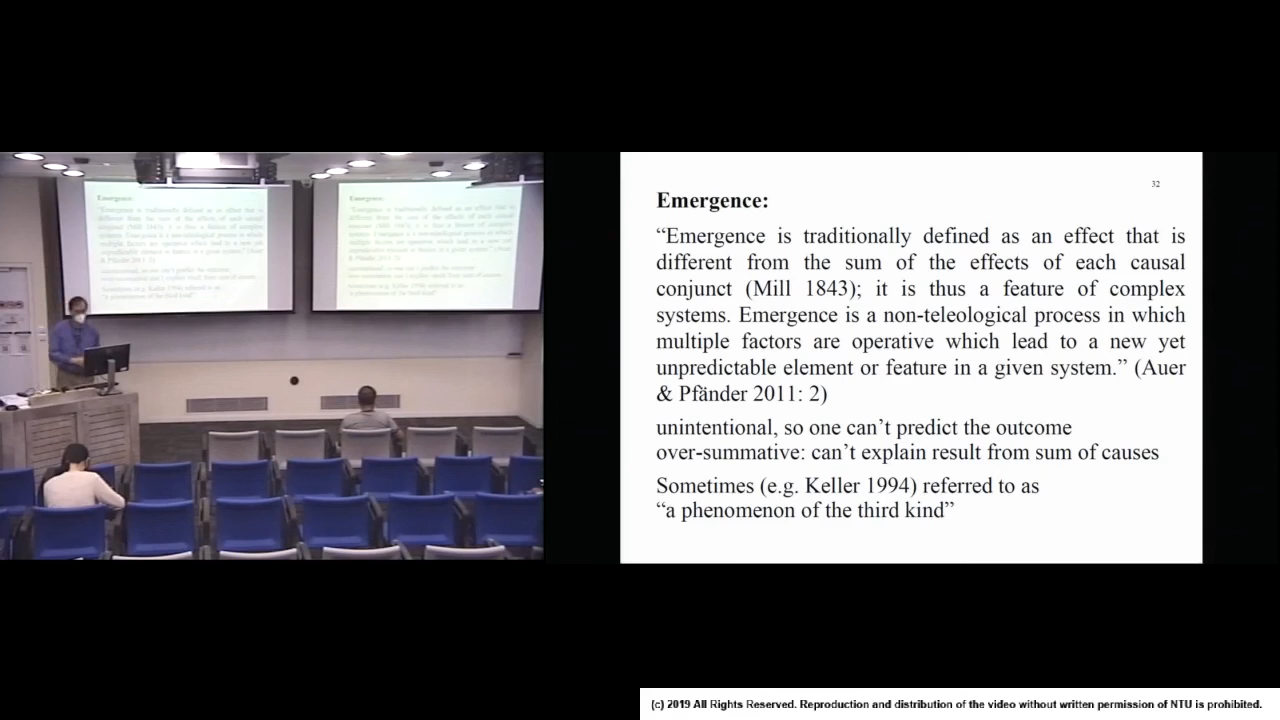 32
Emergence:
“Emergence is traditionally defined as an effect that is
different from the sum of the effects of each causal
conjunct (Mill 1843); it is thus a feature of complex
systems. Emergence is a non-teleological process in which
multiple factors are operative which lead to a new yet
unpredictable element or feature in a given system.” (Auer
& Pfänder 2011: 2)
unintentional, so one can’t predict the outcome
over-summative: can’t explain result from sum of causes
Sometimes (e.g. Keller 1994) referred to as
“a phenomenon of the third kind”
(c) 2019 All Rights Reserved. Reproduction and distribution of the video without written permission of NTU is prohibited.